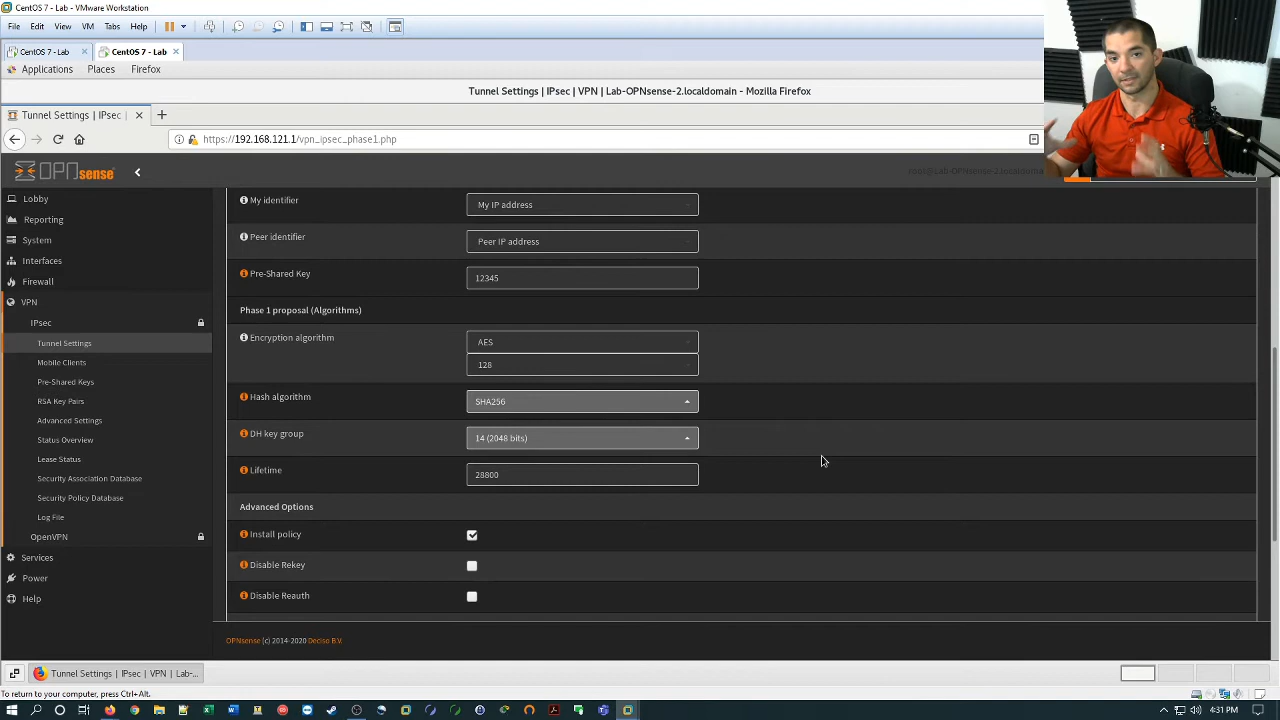 CentOS 7 - Lab - VMware Workstation
File Edit View VM Tabs Help
CentOS 7 - Lab CentOS 7 - Lab
Applications Places Firefox
Tunnel Settings | IPsec | VPN | Lab-OPNsense-2.localdomain - Mozilla Firefox
Tunnel Settings | IPsec |
https://192.168.121.1/vpn_ipsec_phase1.php
OPNsense
root@Lab-OPNsense-2.localdomain
Lobby
Reporting
System
Interfaces
Firewall
VPN
IPsec
Tunnel Settings
Mobile Clients
Pre-Shared Keys
RSA Key Pairs
Advanced Settings
Status Overview
Lease Status
Security Association Database
Security Policy Database
Log File
OpenVPN
Services
Power
Help
My identifier My IP address
Peer identifier Peer IP address
Pre-Shared Key 12345
Phase 1 proposal (Algorithms)
Encryption algorithm AES
128
Hash algorithm SHA256
DH key group 14 (2048 bits)
Lifetime 28800
Advanced Options
Install policy
Disable Rekey
Disable Reauth
OPNsense (c) 2014-2020 Deciso B.V.
Tunnel Settings | IPsec | VPN | Lab-...
To return to your computer, press Ctrl+Alt.
4:31 PM